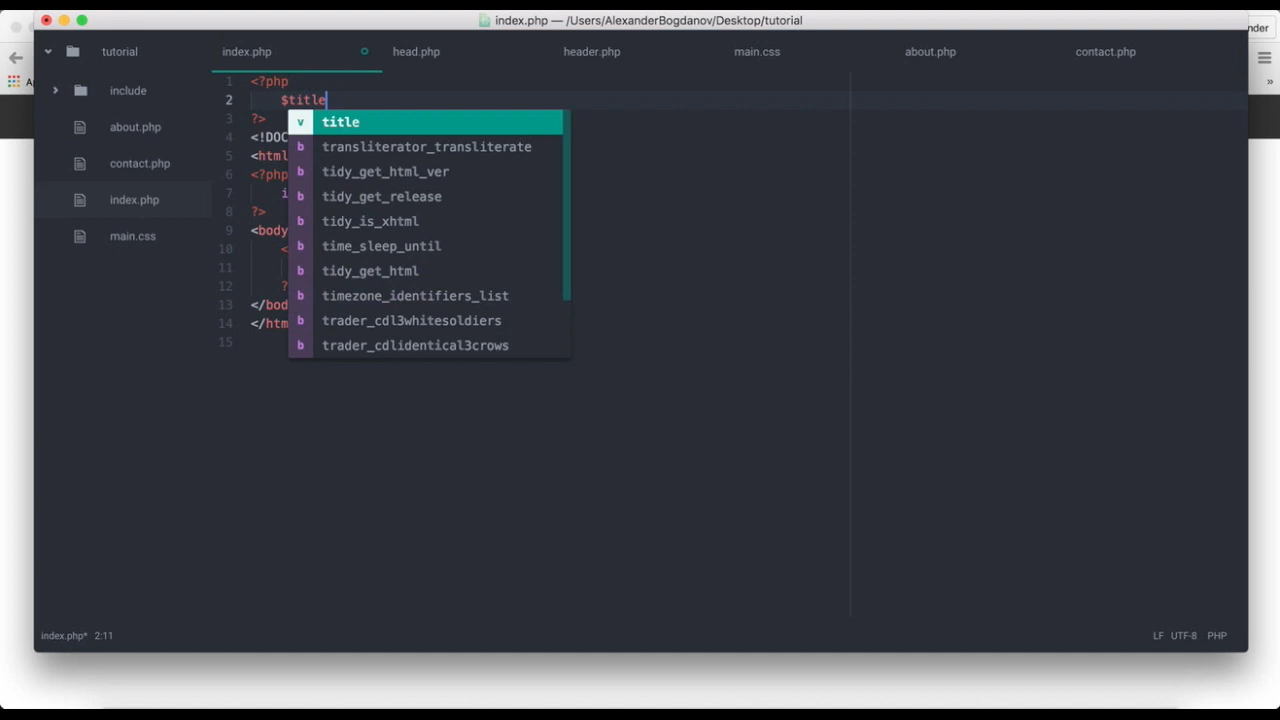 index.php — /Users/AlexanderBogdanov/Desktop/tutorial
nder
tutorial
index.php
head.php
header.php
main.css
about.php
contact.php
»
include
about.php
contact.php
index.php
main.css
1 <?php
2 $title
3 ?>
4 <!DOC
5 <html
6 <?php
7 i
8 ?>
9 <body
10 <
11
12 ?
13 </bod
14 </htm
15
v title
b transliterator_transliterate
b tidy_get_html_ver
b tidy_get_release
b tidy_is_xhtml
b time_sleep_until
b tidy_get_html
b timezone_identifiers_list
b trader_cdl3whitesoldiers
b trader_cdlidentical3crows
index.php* 2:11
LF UTF-8 PHP